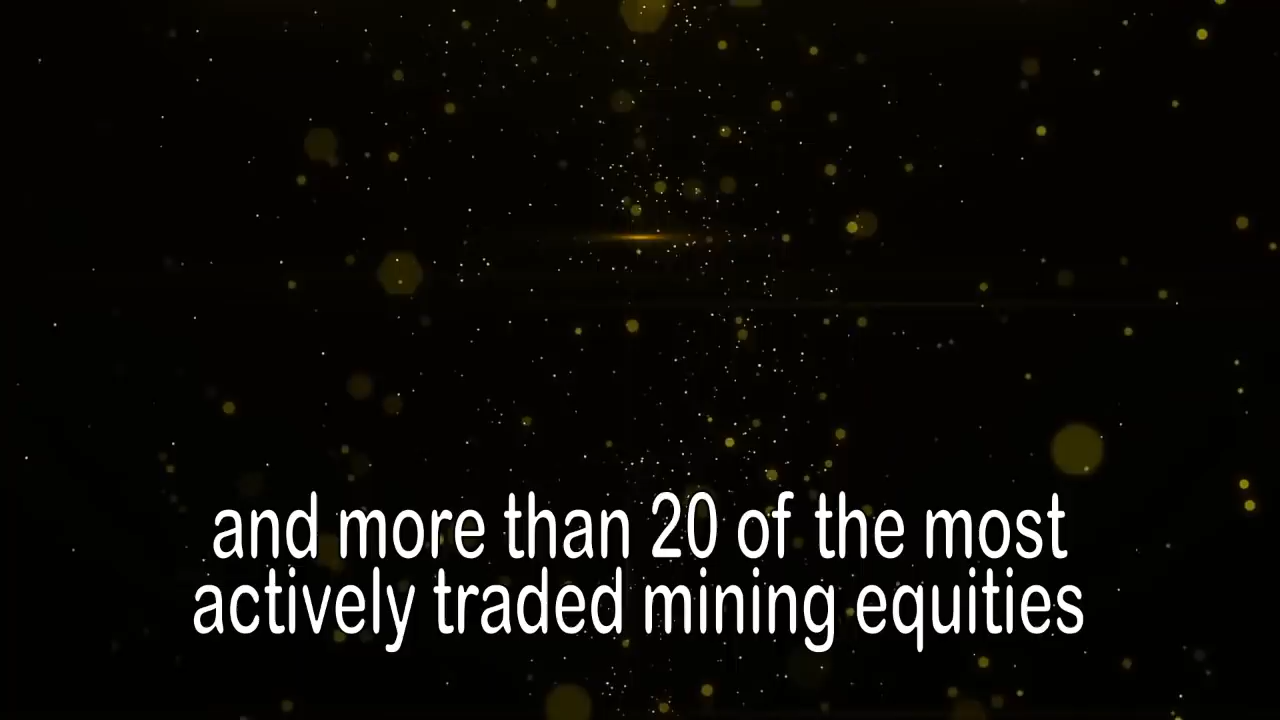 and more than 20 of the most
actively traded mining equities